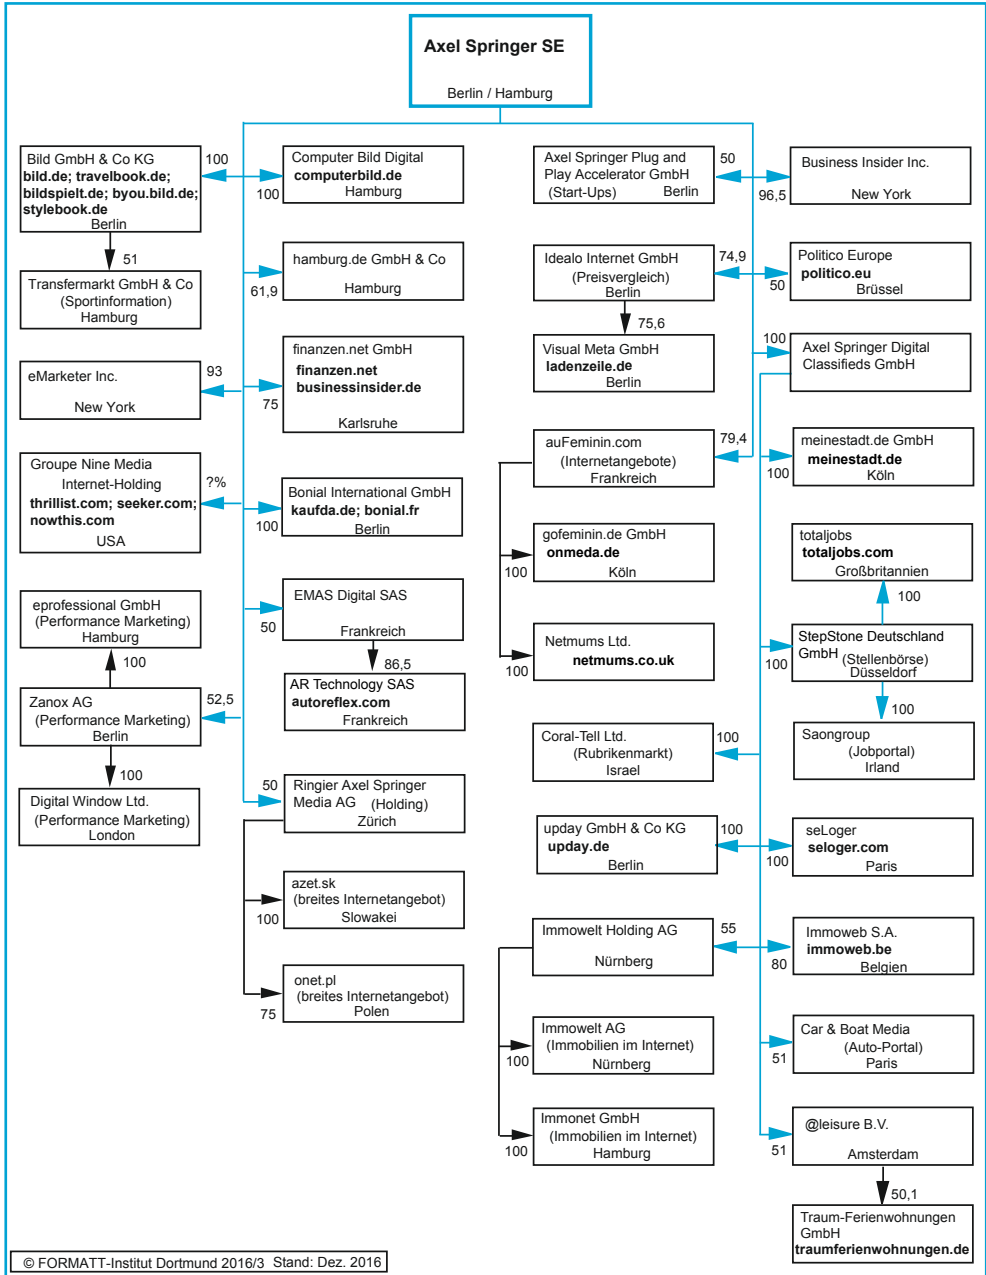 Axel Springer SE
Berlin / Hamburg
Bild GmbH & Co KG
bild.de; travelbook.de;
bildspielt.de; byou.bild.de;
stylebook.de
Berlin
100
51
Transfermarkt GmbH & Co
(Sportinformation)
Hamburg
eMarketer Inc.
New York
93
Groupe Nine Media
Internet-Holding
thrillist.com; seeker.com;
nowthis.com
USA
?%
eprofessional GmbH
(Performance Marketing)
Hamburg
100
Zanox AG
(Performance Marketing)
Berlin
52,5
100
Digital Window Ltd.
(Performance Marketing)
London
Computer Bild Digital
computerbild.de
Hamburg
100
hamburg.de GmbH & Co
Hamburg
61,9
finanzen.net GmbH
finanzen.net
businessinsider.de
Karlsruhe
75
Bonial International GmbH
kaufda.de; bonial.fr
Berlin
100
EMAS Digital SAS
Frankreich
50
86,5
AR Technology SAS
autoreflex.com
Frankreich
50
Ringier Axel Springer
Media AG (Holding)
Zürich
azet.sk
(breites Internetangebot)
Slowakei
100
onet.pl
(breites Internetangebot)
Polen
75
Axel Springer Plug and
Play Accelerator GmbH
(Start-Ups) Berlin
50
Idealo Internet GmbH
(Preisvergleich)
Berlin
74,9
75,6
Visual Meta GmbH
ladenzeile.de
Berlin
auFeminin.com
(Internetangebote)
Frankreich
79,4
gofeminin.de GmbH
onmeda.de
Köln
100
Netmums Ltd.
netmums.co.uk
100
Coral-Tell Ltd.
(Rubrikenmarkt)
Israel
100
upday GmbH & Co KG
upday.de
Berlin
100
Immowelt Holding AG
Nürnberg
55
Immowelt AG
(Immobilien im Internet)
Nürnberg
100
Immonet GmbH
(Immobilien im Internet)
Hamburg
100
Business Insider Inc.
New York
96,5
Politico Europe
politico.eu
Brüssel
50
100
Axel Springer Digital
Classifieds GmbH
meinestadt.de GmbH
meinestadt.de
Köln
100
totaljobs
totaljobs.com
Großbritannien
100
StepStone Deutschland
GmbH
(Stellenbörse)
Düsseldorf
100
100
Saongroup
(Jobportal)
Irland
seLoger
seloger.com
Paris
100
Immoweb S.A.
immoweb.be
Belgien
80
Car & Boat Media
(Auto-Portal)
Paris
51
@leisure B.V.
Amsterdam
51
50,1
Traum-Ferienwohnungen
GmbH
traumferienwohnungen.de
© FORMATT-Institut Dortmund 2016/3 Stand: Dez. 2016